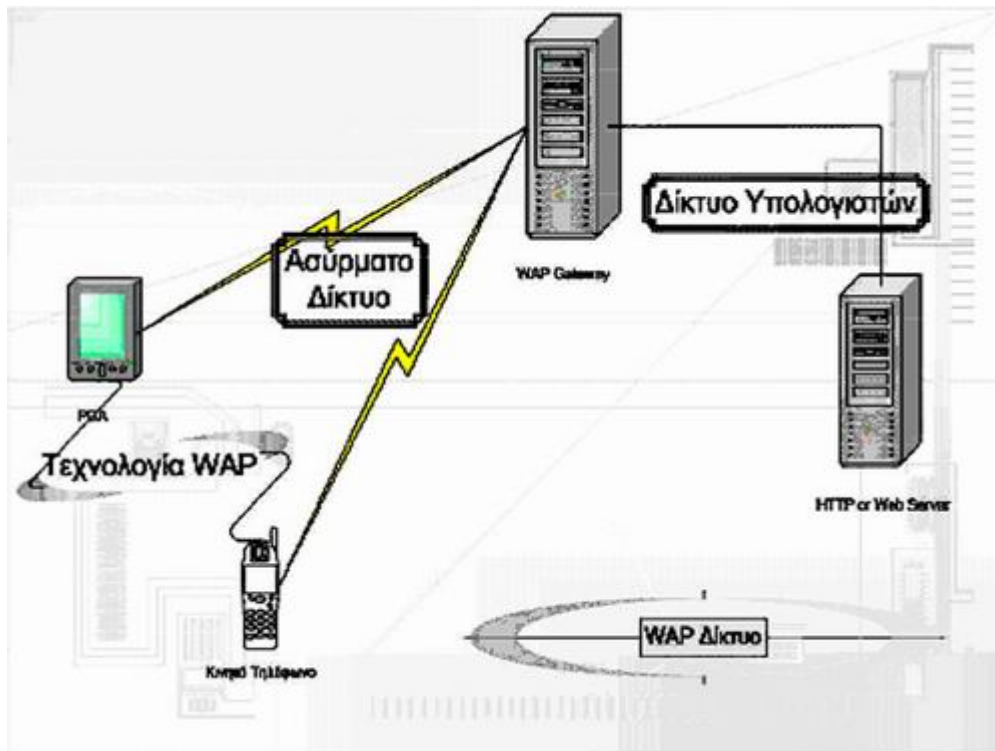 WAP Gateway
Δίκτυο Υπολογιστών
Ασύρματο
Δίκτυο
PDA
Τεχνολογία WAP
HTTP or Web Server
WAP Δίκτυο
Κινητό Τηλέφωνο